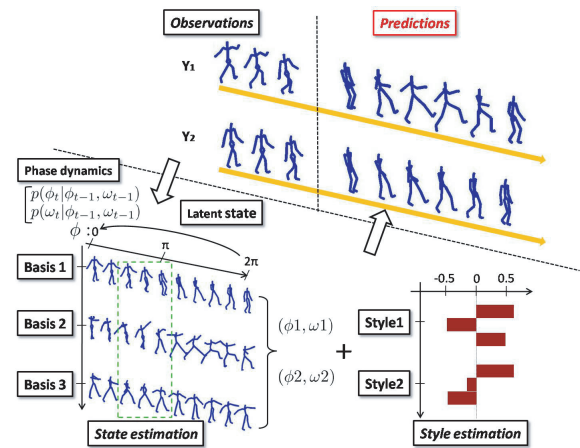 Observations
Predictions
Y1
Y2
Phase dynamics
p(ϕt|ϕt−1, ωt−1)
p(ωt|ϕt−1, ωt−1)
Latent state
ϕ :0
π
2π
Basis 1
Basis 2
Basis 3
(ϕ1, ω1)
(ϕ2, ω2)
+
-0.5 0 0.5
Style1
Style2
State estimation
Style estimation